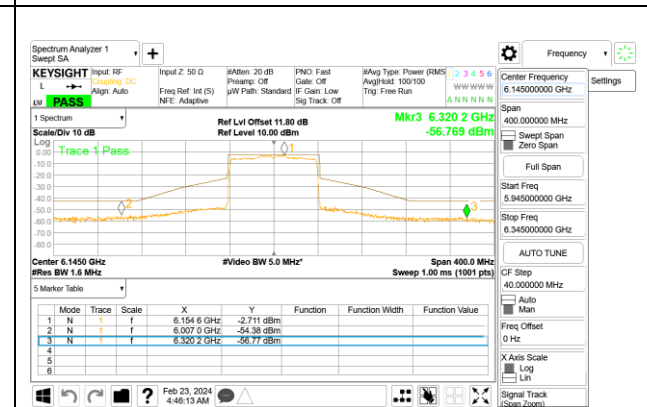 Spectrum Analyzer 1
Swept SA
+
Frequency
KEYSIGHT Input: RF Input Z: 50 Ω #Atten: 20 dB PNO: Fast #Avg Type: Power (RMS 1 2 3 4 5 6
L Coupling: DC Preamp: Off Gate: Off Avg|Hold: 100/100
Align: Auto Freq Ref: Int (S) µW Path: Standard IF Gain: Low Trig: Free Run
NFE: Adaptive Sig Track: Off
PASS A N N N N N
1 Spectrum
Ref Lvl Offset 11.80 dB
Mkr3 6.320 2 GHz
Scale/Div 10 dB Ref Level 10.00 dBm -56.769 dBm
Log
Trace 1 Pass
0.00
-10.0
-20.0
-30.0
-40.0
-50.0
-60.0
-70.0
-80.0
1
2
3
Center 6.1450 GHz #Video BW 5.0 MHz* Span 400.0 MHz
#Res BW 1.6 MHz Sweep 1.00 ms (1001 pts)
5 Marker Table
Mode Trace Scale X Y Function Function Width Function Value
1 N 1 f 6.154 6 GHz -2.711 dBm
2 N 1 f 6.007 0 GHz -54.38 dBm
3 N 1 f 6.320 2 GHz -56.77 dBm
4
5
6
?
Feb 23, 2024
4:46:13 AM
Center Frequency
6.145000000 GHz
Settings
Span
400.000000 MHz
Swept Span
Zero Span
Full Span
Start Freq
5.945000000 GHz
Stop Freq
6.345000000 GHz
AUTO TUNE
CF Step
40.000000 MHz
Auto
Man
Freq Offset
0 Hz
X Axis Scale
Log
Lin
Signal Track
(Span Zoom)